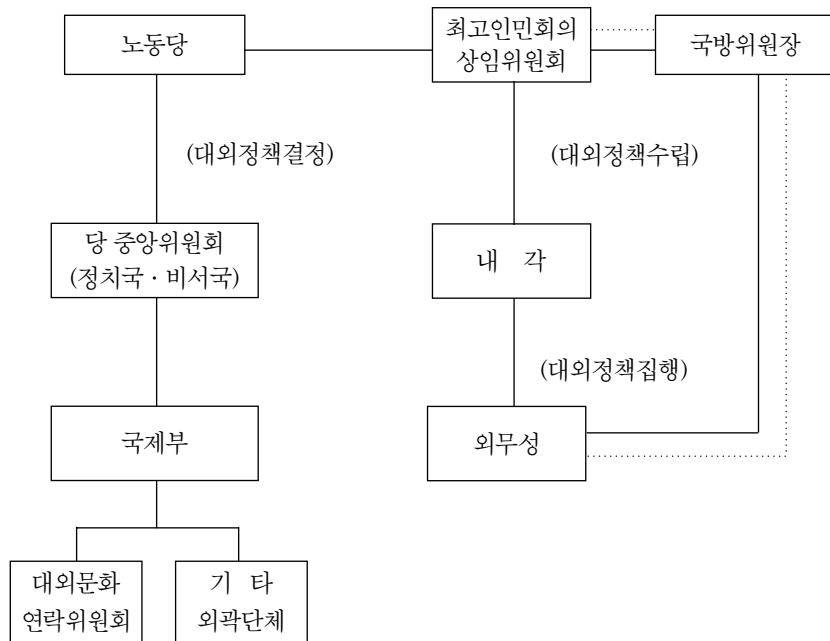 노동당
최고인민회의
상임위원회
국방위원장
(대외정책결정)
(대외정책수립)
당 중앙위원회
(정치국 · 비서국)
내 각
(대외정책집행)
국제부
외무성
대외문화
연락위원회
기 타
외곽단체